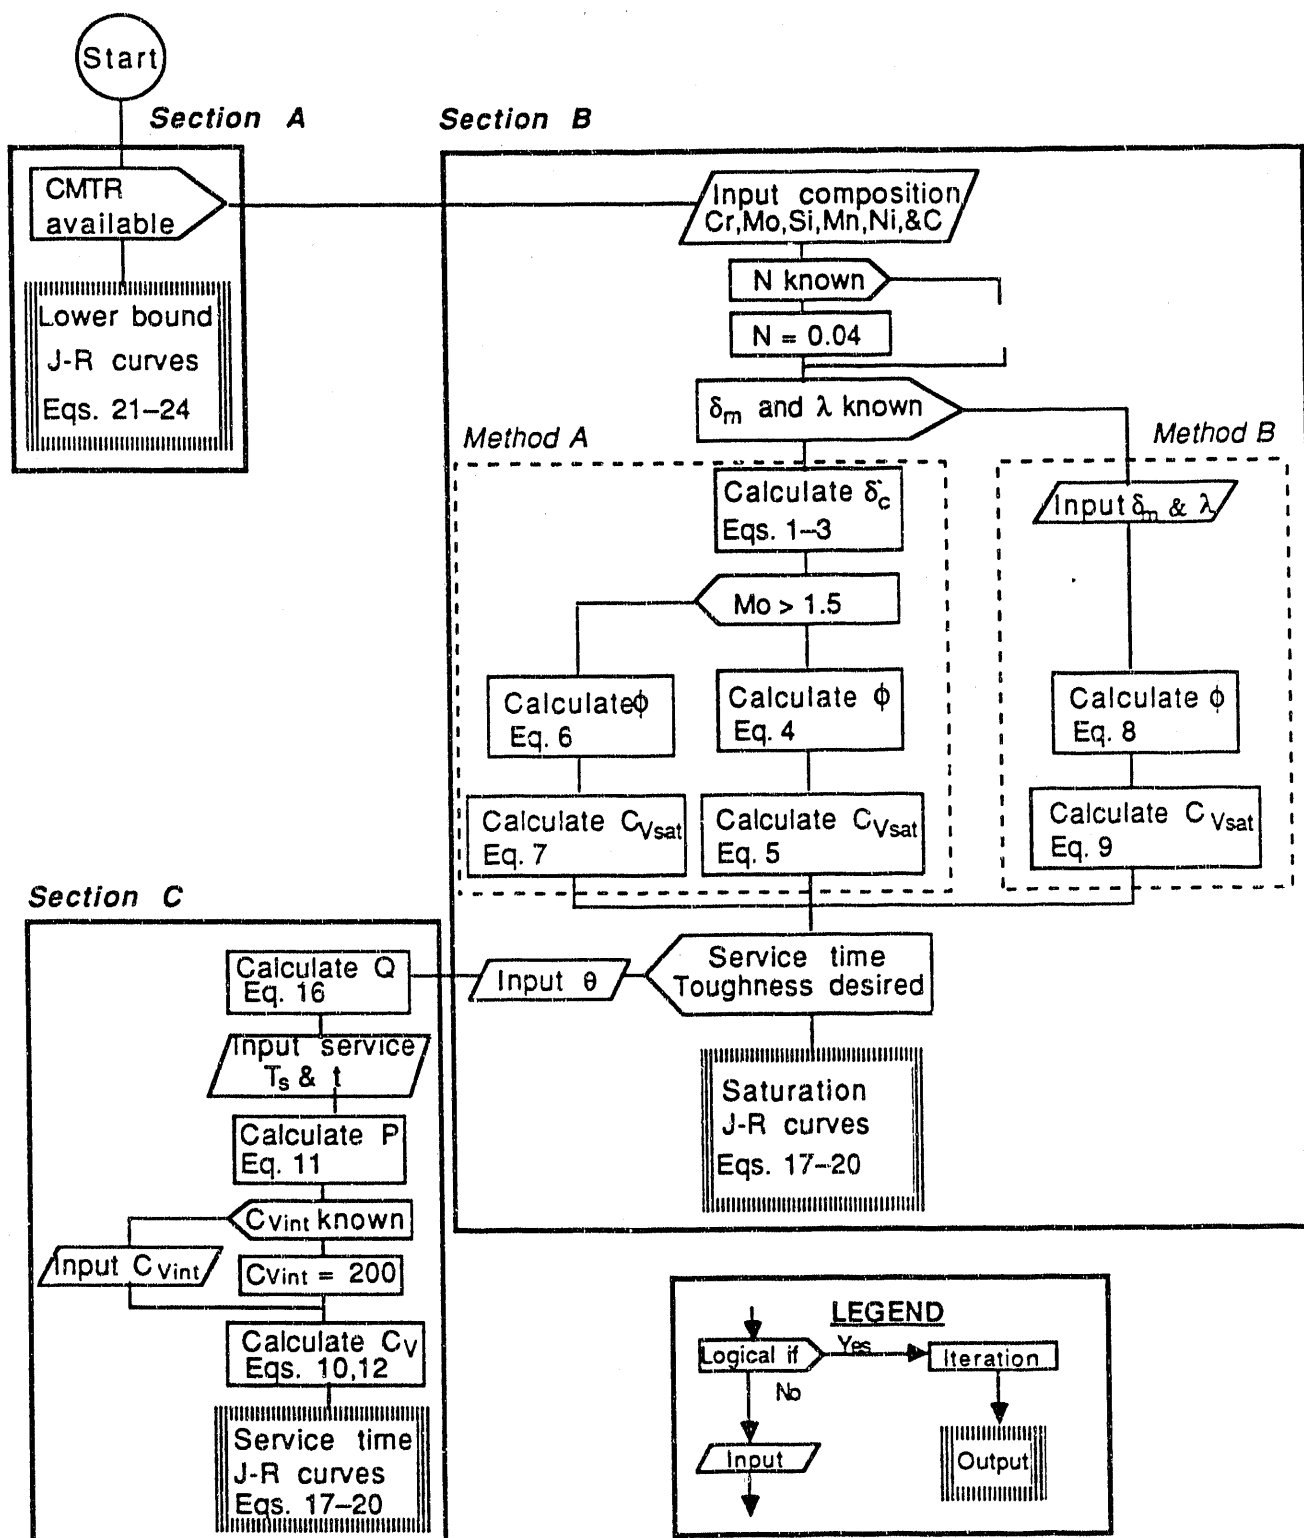 Start
Section A
CMTR
available
Lower bound
J-R curves
Eqs. 21–24
Section B
Input composition
Cr,Mo,Si,Mn,Ni,&C
N known
N = 0.04
δm and λ known
Method A
Calculate δc
Eqs. 1–3
Mo > 1.5
Calculateϕ
Eq. 6
Calculate ϕ
Eq. 4
Calculate CVsat
Eq. 7
Calculate CVsat
Eq. 5
Method B
Input δm & λ
Calculate ϕ
Eq. 8
Calculate CVsat
Eq. 9
Service time
Toughness desired
Input θ
Saturation
J-R curves
Eqs. 17–20
Section C
Calculate Q
Eq. 16
Input service
Ts & t
Calculate P
Eq. 11
CVint known
Input CVint
CVint = 200
Calculate CV
Eqs. 10,12
Service time
J-R curves
Eqs. 17–20
LEGEND
Logical if
Yes
Iteration
No
Input
Output